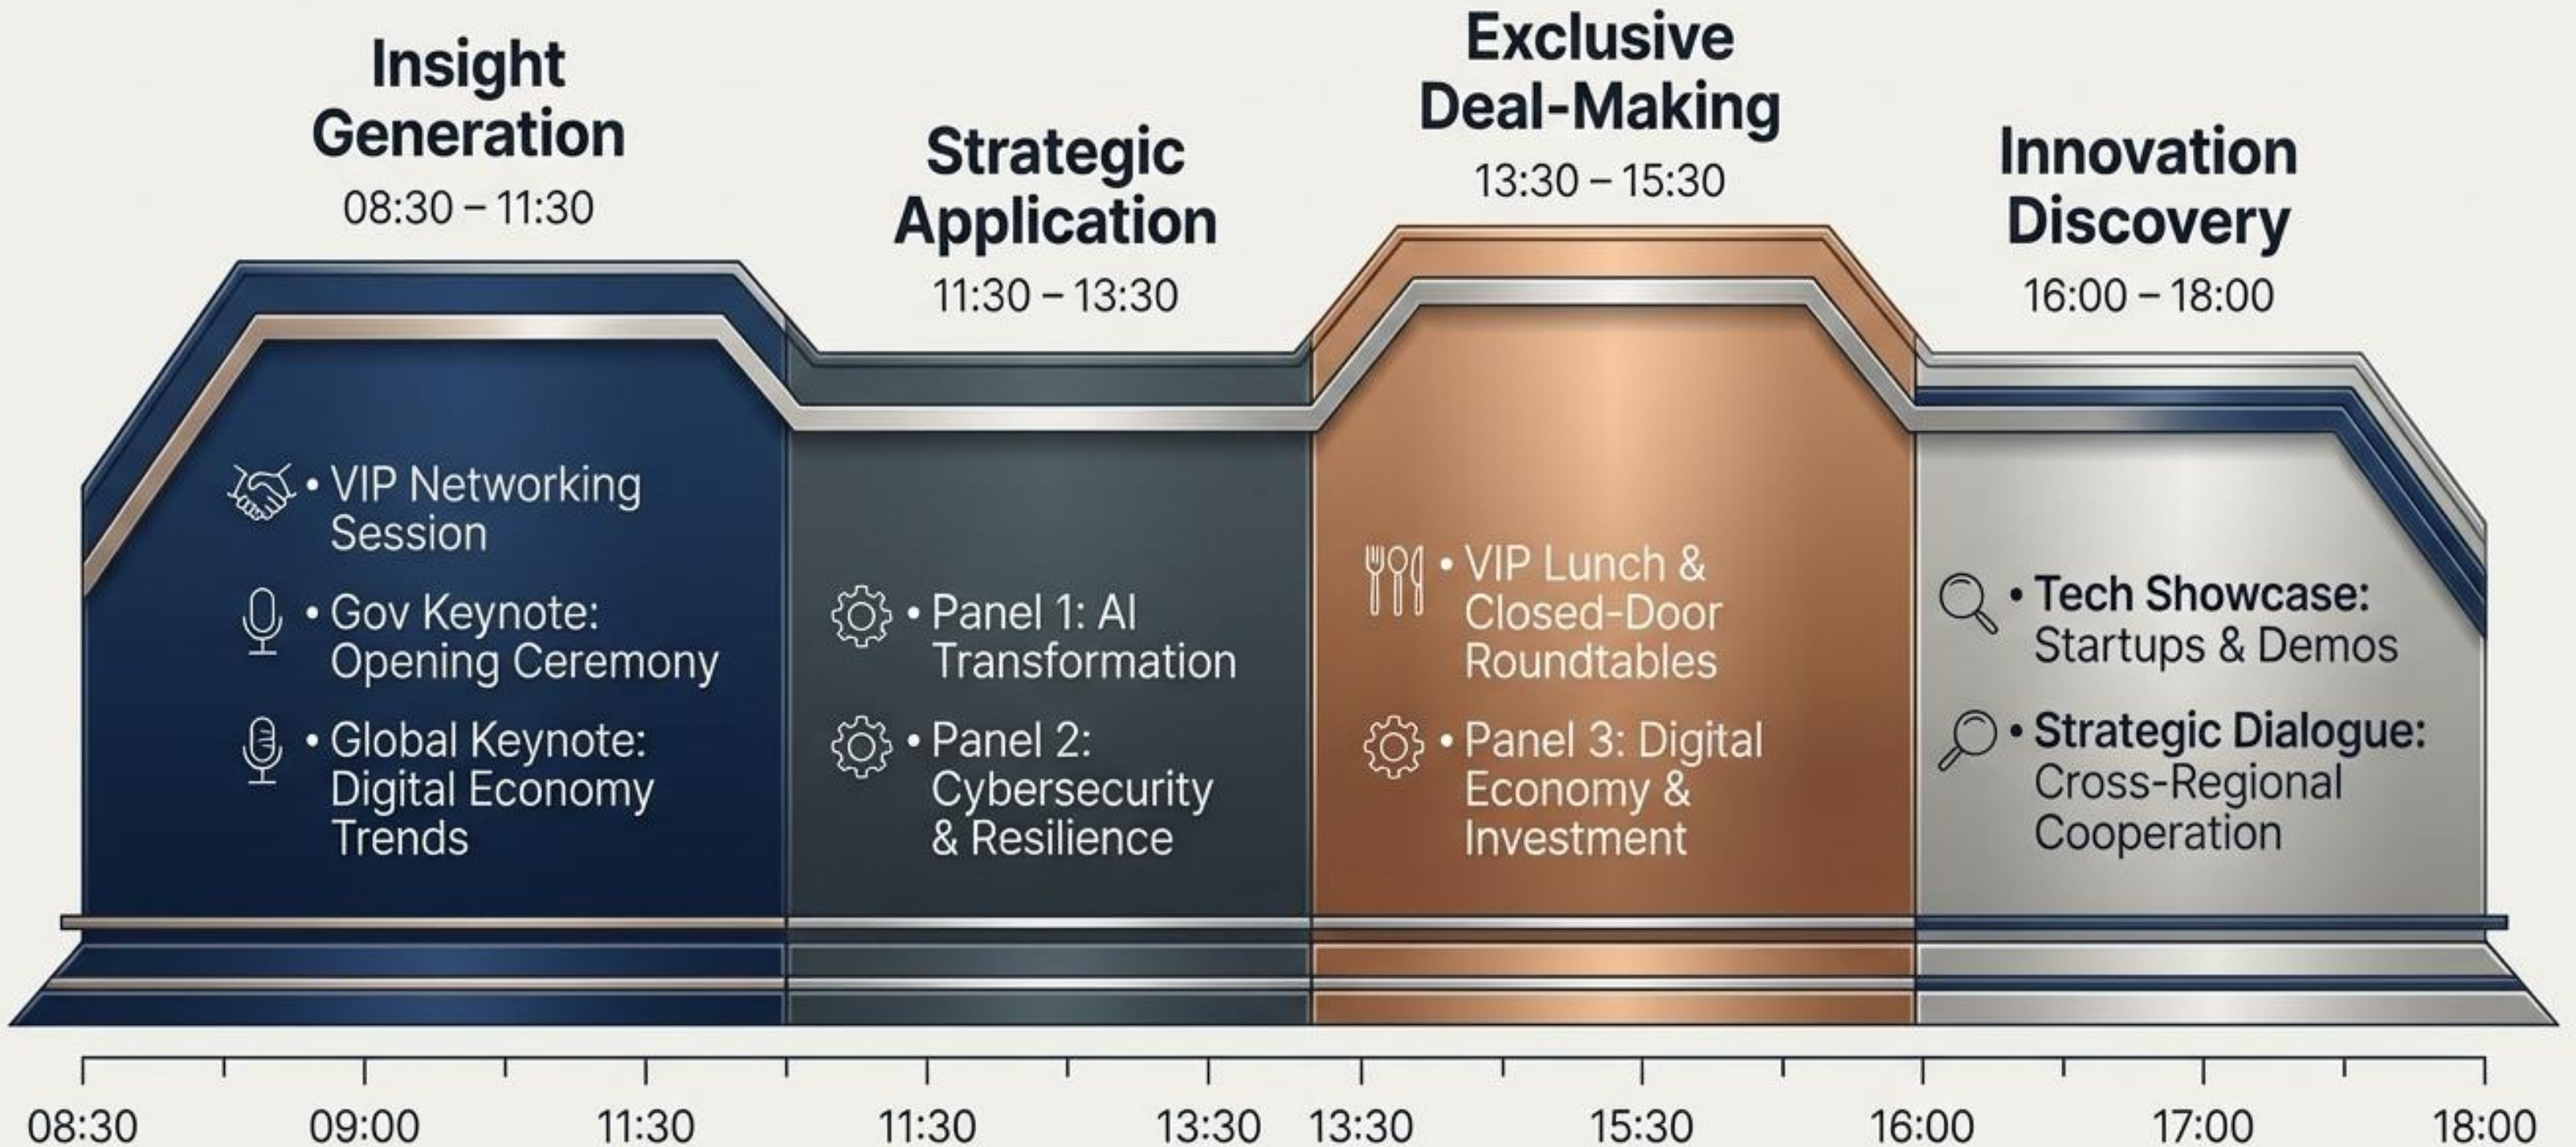 Insight
Generation
08:30 – 11:30
Strategic
Application
11:30 – 13:30
Exclusive
Deal-Making
13:30 – 15:30
Innovation
Discovery
16:00 – 18:00
• VIP Networking
Session
• Gov Keynote:
Opening Ceremony
• Global Keynote:
Digital Economy
Trends
• Panel 1: AI
Transformation
• Panel 2:
Cybersecurity
& Resilience
• VIP Lunch &
Closed-Door
Roundtables
• Panel 3: Digital
Economy &
Investment
• Tech Showcase:
Startups & Demos
• Strategic Dialogue:
Cross-Regional
Cooperation
08:30 09:00 11:30 11:30 13:30 13:30 15:30 16:00 17:00 18:00